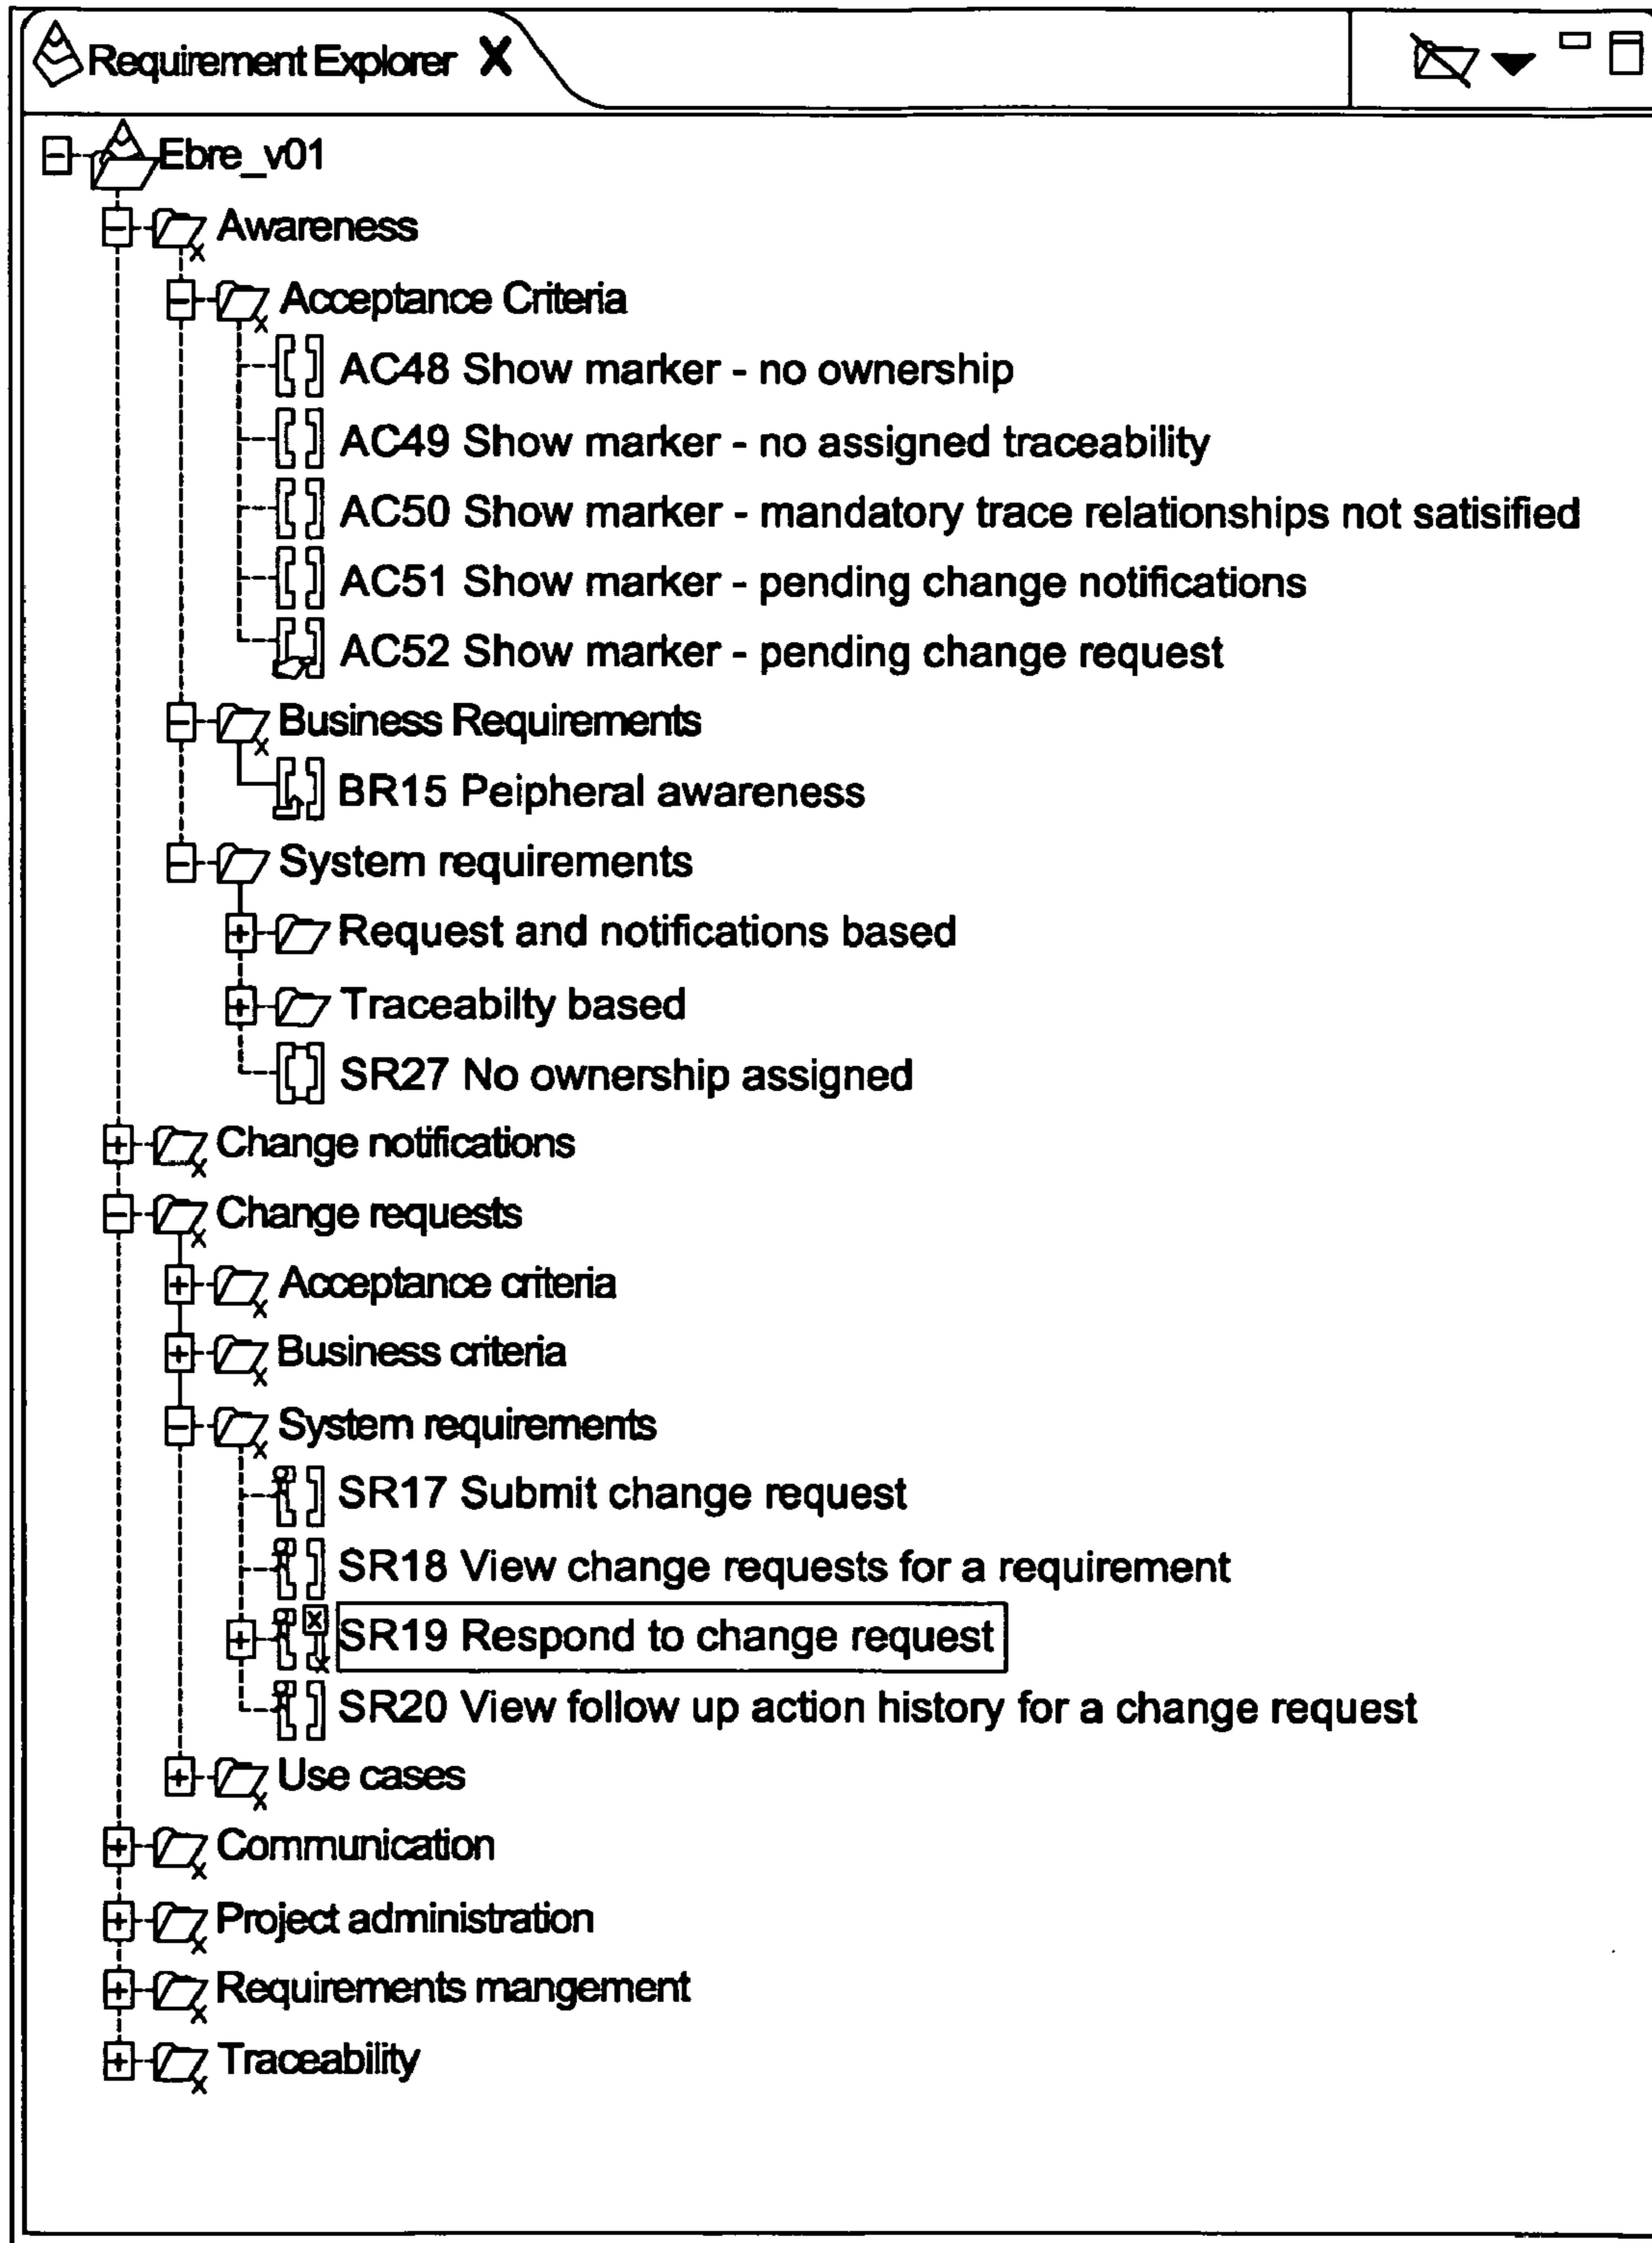 Requirement Explorer X
Ebre_v01
Awareness
Acceptance Criteria
AC48 Show marker - no ownership
AC49 Show marker - no assigned traceability
AC50 Show marker - mandatory trace relationships not satisified
AC51 Show marker - pending change notifications
AC52 Show marker - pending change request
Business Requirements
BR15 Peipheral awareness
System requirements
Request and notifications based
Traceabilty based
SR27 No ownership assigned
Change notifications
Change requests
Acceptance criteria
Business criteria
System requirements
SR17 Submit change request
SR18 View change requests for a requirement
SR19 Respond to change request
SR20 View follow up action history for a change request
Use cases
Communication
Project administration
Requirements mangement
Traceability